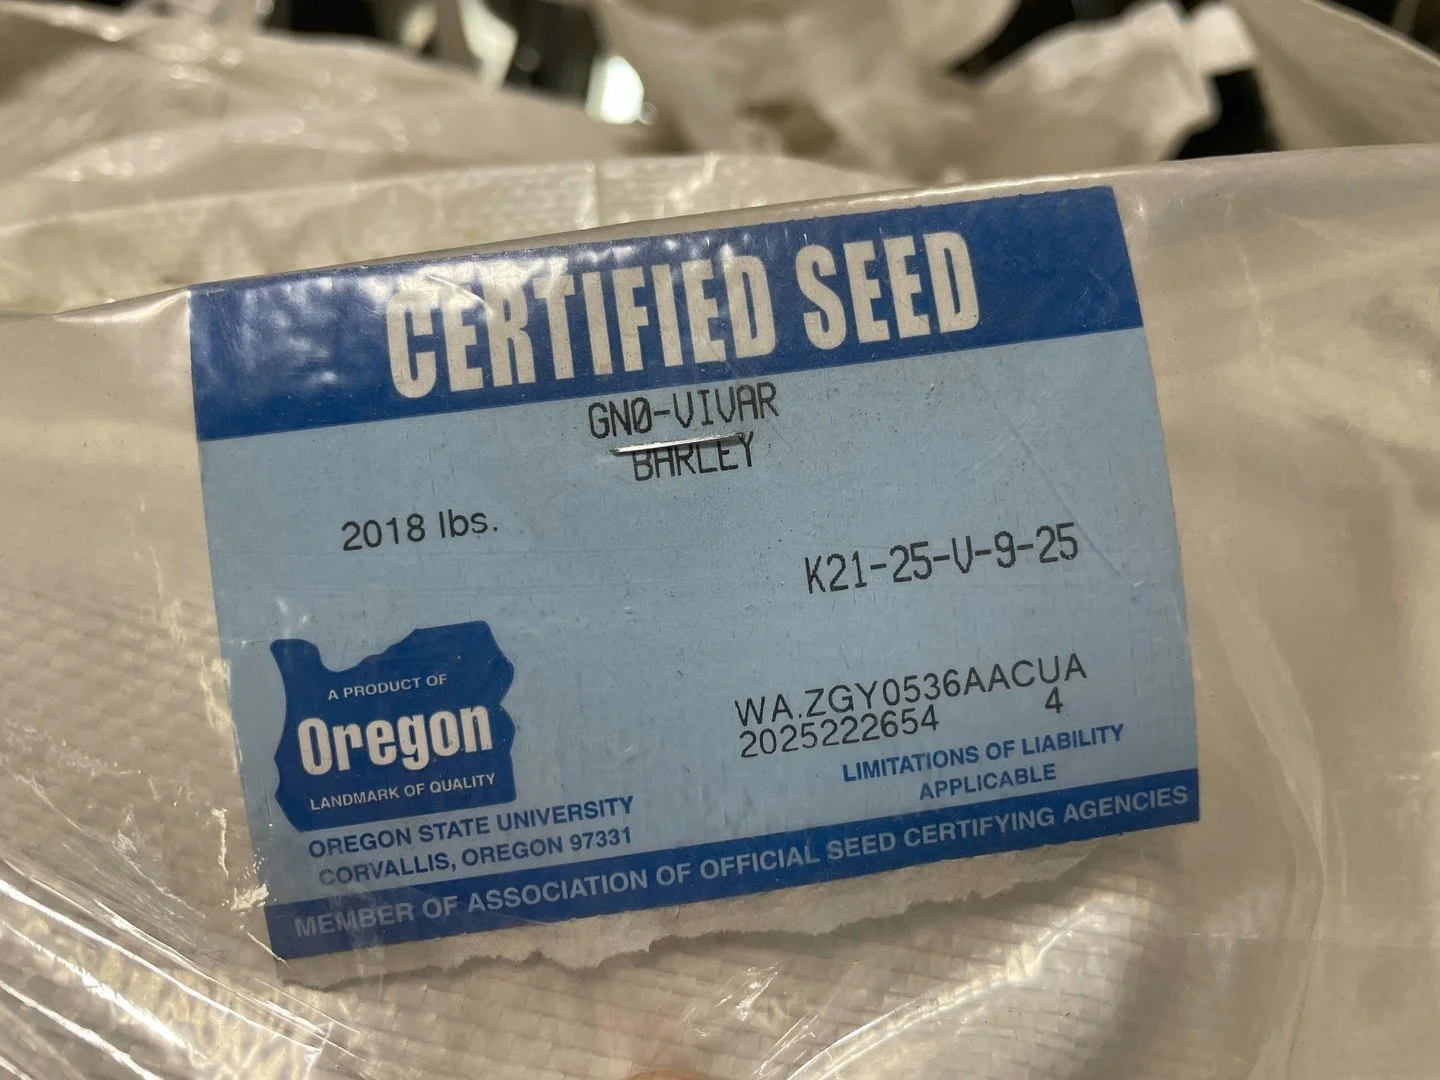 CERTIFIED SEED
GN0-VIVAR
BARLEY
2018 lbs.
K21-25-V-9-25
WA.ZGY0536AACUA
2025222654 4
LIMITATIONS OF LIABILITY
APPLICABLE
A PRODUCT OF
Oregon
LANDMARK OF QUALITY
OREGON STATE UNIVERSITY
CORVALLIS, OREGON 97331
MEMBER OF ASSOCIATION OF OFFICIAL SEED CERTIFYING AGENCIES